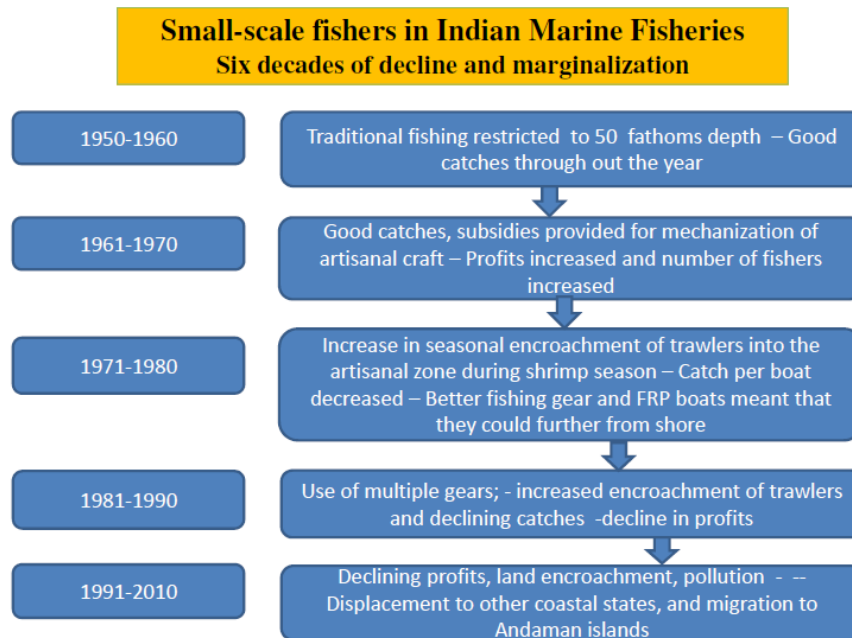 Small-scale fishers in Indian Marine Fisheries
Six decades of decline and marginalization
1950-1960
Traditional fishing restricted to 50 fathoms depth – Good
catches through out the year
1961-1970
Good catches, subsidies provided for mechanization of
artisanal craft – Profits increased and number of fishers
increased
1971-1980
Increase in seasonal encroachment of trawlers into the
artisanal zone during shrimp season – Catch per boat
decreased – Better fishing gear and FRP boats meant that
they could further from shore
1981-1990
Use of multiple gears; - increased encroachment of trawlers
and declining catches -decline in profits
1991-2010
Declining profits, land encroachment, pollution - --
Displacement to other coastal states, and migration to
Andaman islands